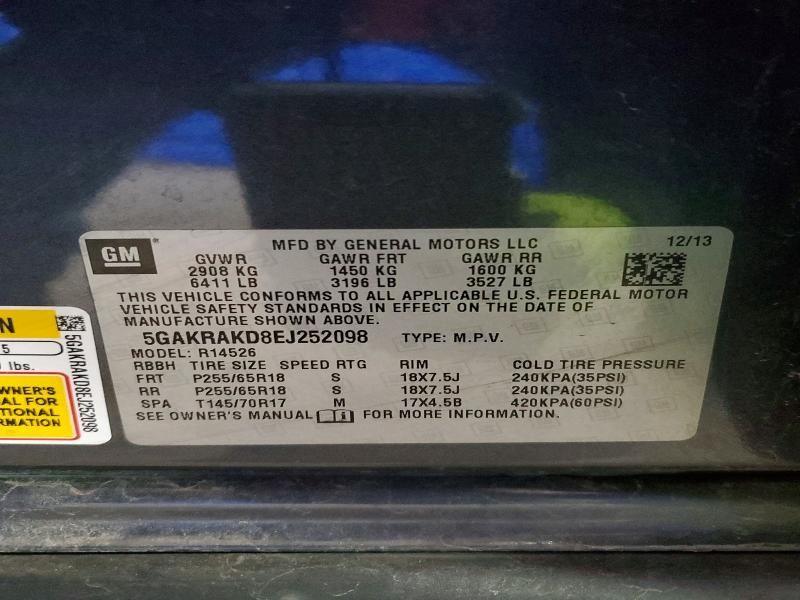 GM
MFD BY GENERAL MOTORS LLC
12/13
GVWR GAWR FRT GAWR RR
2908 KG 1450 KG 1600 KG
6411 LB 3196 LB 3527 LB
THIS VEHICLE CONFORMS TO ALL APPLICABLE U.S. FEDERAL MOTOR
VEHICLE SAFETY STANDARDS IN EFFECT ON THE DATE OF
MANUFACTURE SHOWN ABOVE.
5GAKRAKD8EJ252098 TYPE: M.P.V.
MODEL: R14526
RBBH TIRE SIZE SPEED RTG RIM COLD TIRE PRESSURE
FRT P255/65R18 S 18X7.5J 240KPA(35PSI)
RR P255/65R18 S 18X7.5J 240KPA(35PSI)
SPA T145/70R17 M 17X4.5B 420KPA(60PSI)
SEE OWNER'S MANUAL FOR MORE INFORMATION.
N
5
lbs.
OWNER'S
AL FOR
TIONAL
RMATION
5GAKRAKD8EJ252098